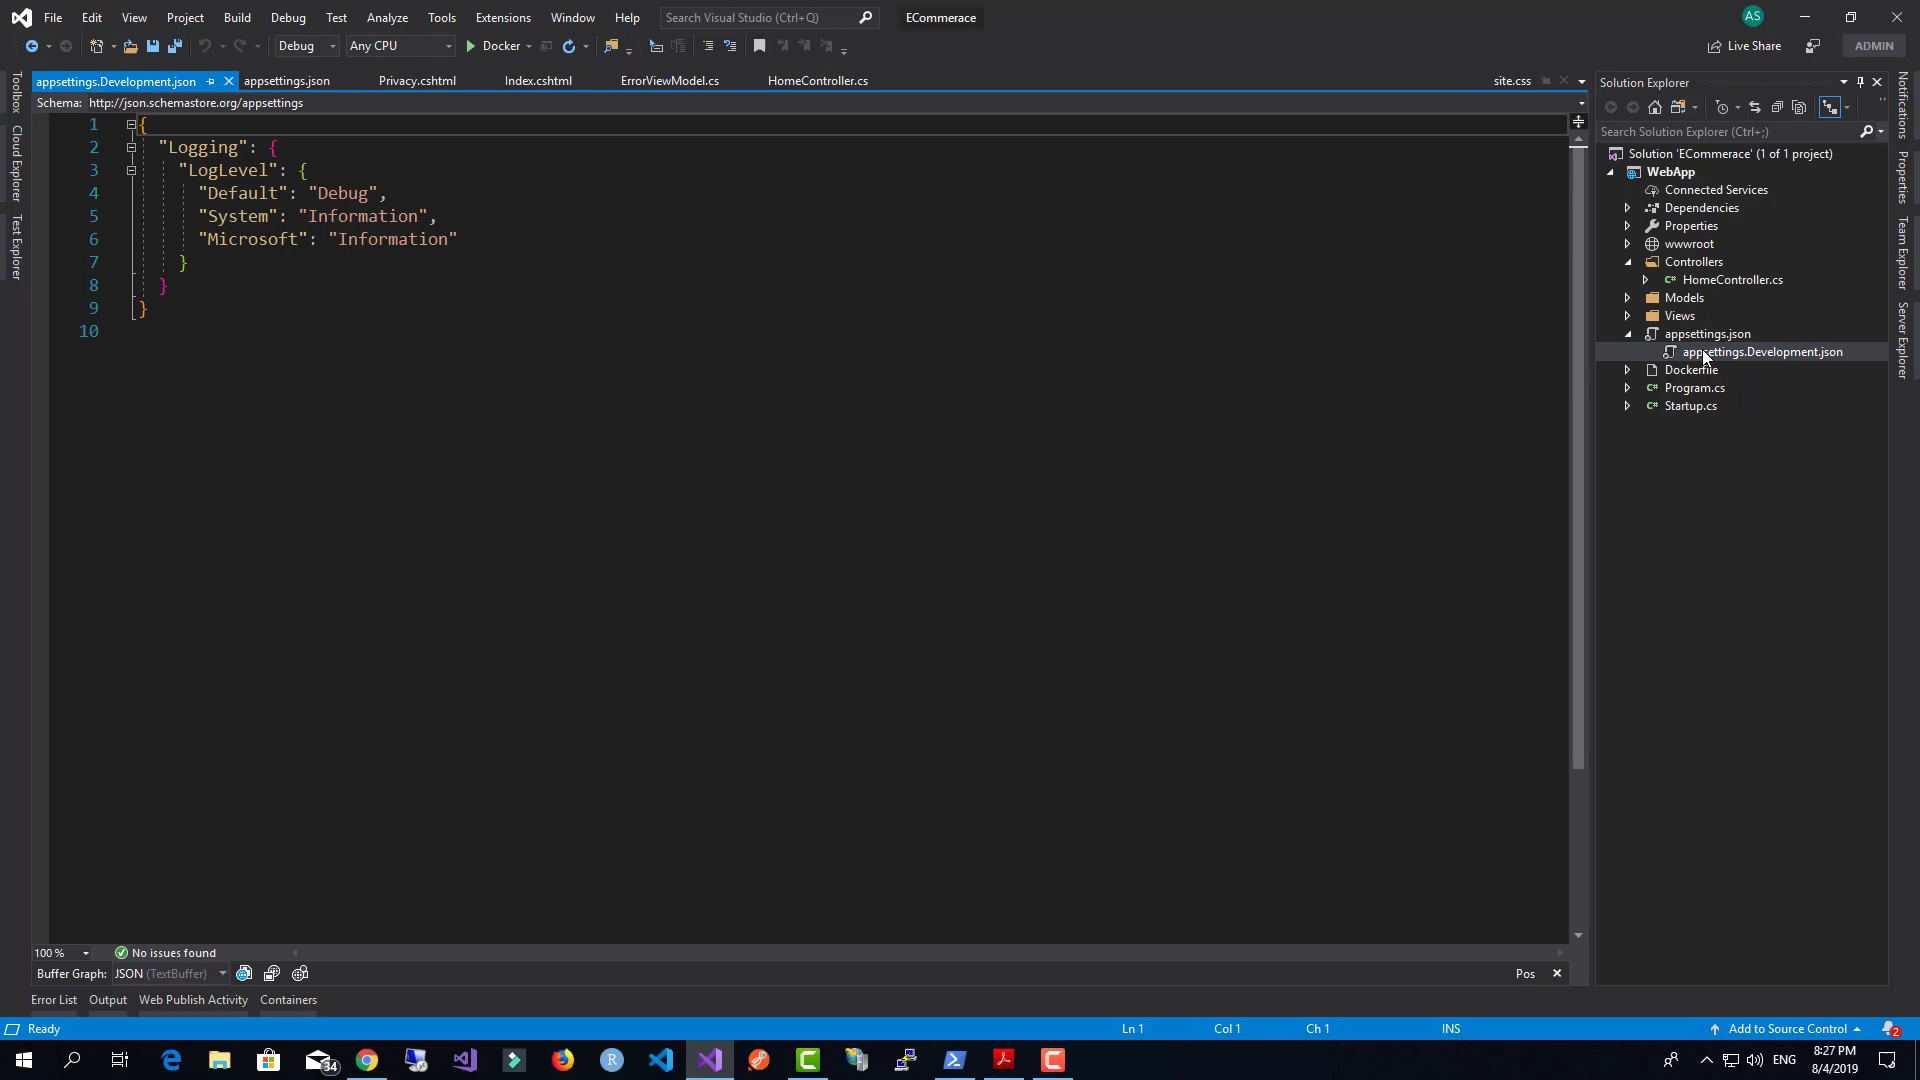 File Edit View Project Build Debug Test Analyze Tools Extensions Window Help Search Visual Studio (Ctrl+Q) ECommerace AS
Debug Any CPU Docker Live Share ADMIN
appsettings.Development.json appsettings.json Privacy.cshtml Index.cshtml ErrorViewModel.cs HomeController.cs site.css
Schema: http://json.schemastore.org/appsettings
1 {
2 "Logging": {
3 "LogLevel": {
4 "Default": "Debug",
5 "System": "Information",
6 "Microsoft": "Information"
7 }
8 }
9 }
10
Toolbox
Cloud Explorer
Test Explorer
Solution Explorer
Search Solution Explorer (Ctrl+;)
Solution 'ECommerace' (1 of 1 project)
WebApp
Connected Services
Dependencies
Properties
wwwroot
Controllers
C# HomeController.cs
Models
Views
appsettings.json
appsettings.Development.json
Dockerfile
C# Program.cs
C# Startup.cs
Notifications
Properties
Team Explorer
Server Explorer
100 % No issues found
Buffer Graph: JSON (TextBuffer) Pos
Error List Output Web Publish Activity Containers
Ready Ln 1 Col 1 Ch 1 INS Add to Source Control 2
34 R ENG 8:27 PM
8/4/2019